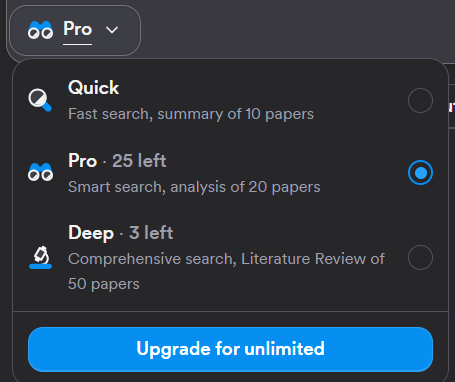 Pro
Quick
Fast search, summary of 10 papers
Pro · 25 left
Smart search, analysis of 20 papers
Deep · 3 left
Comprehensive search, Literature Review of
50 papers
Upgrade for unlimited